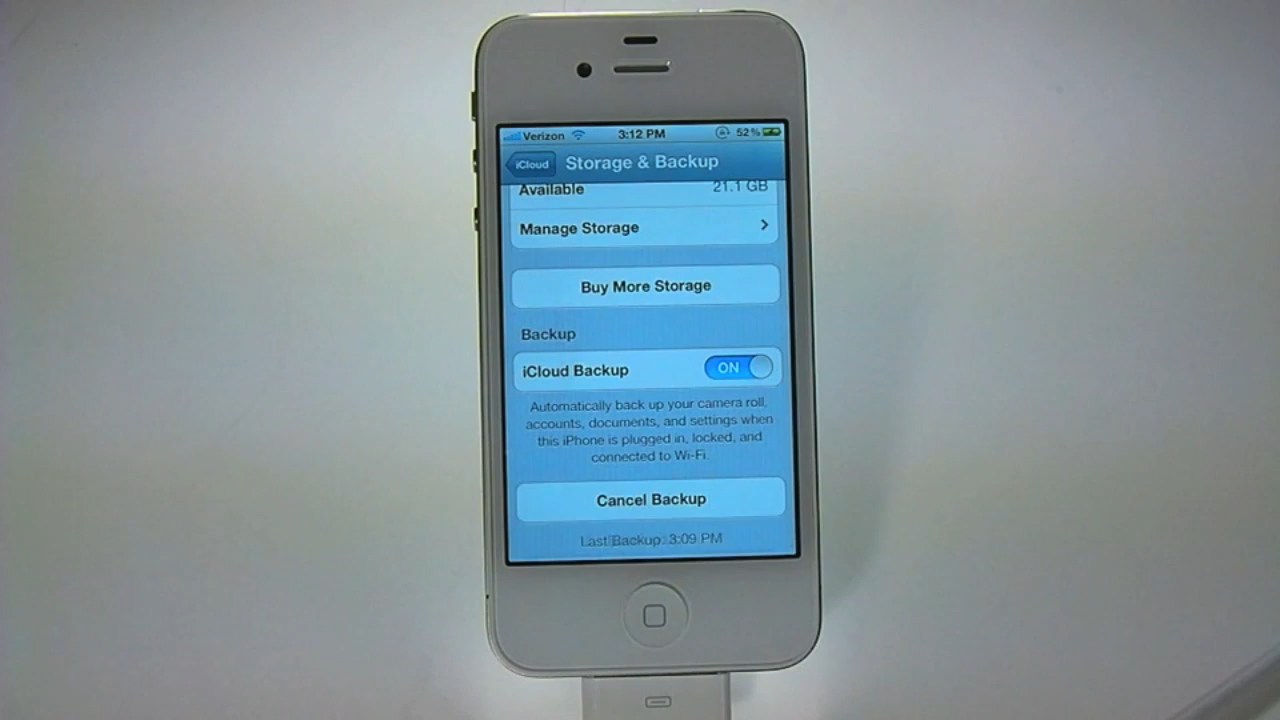 Verizon 3:12 PM 52%
iCloud Storage & Backup
Available 21.1 GB
Manage Storage
Buy More Storage
Backup
iCloud Backup ON
Automatically back up your camera roll,
accounts, documents, and settings when
this iPhone is plugged in, locked, and
connected to Wi-Fi.
Cancel Backup
Last Backup: 3:09 PM